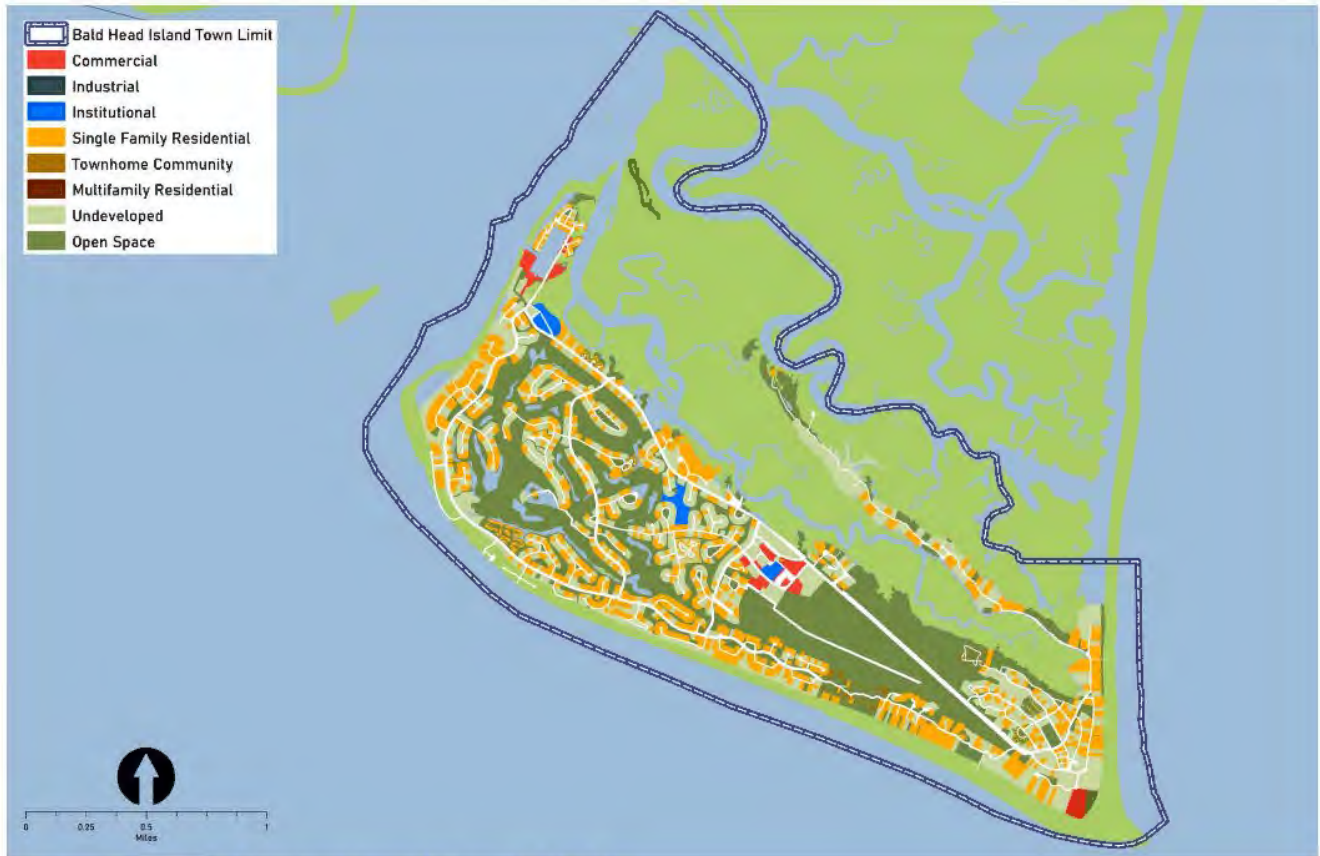 Bald Head Island Town Limit
Commercial
Industrial
Institutional
Single Family Residential
Townhome Community
Multifamily Residential
Undeveloped
Open Space
0 0.25 0.5 1
Miles